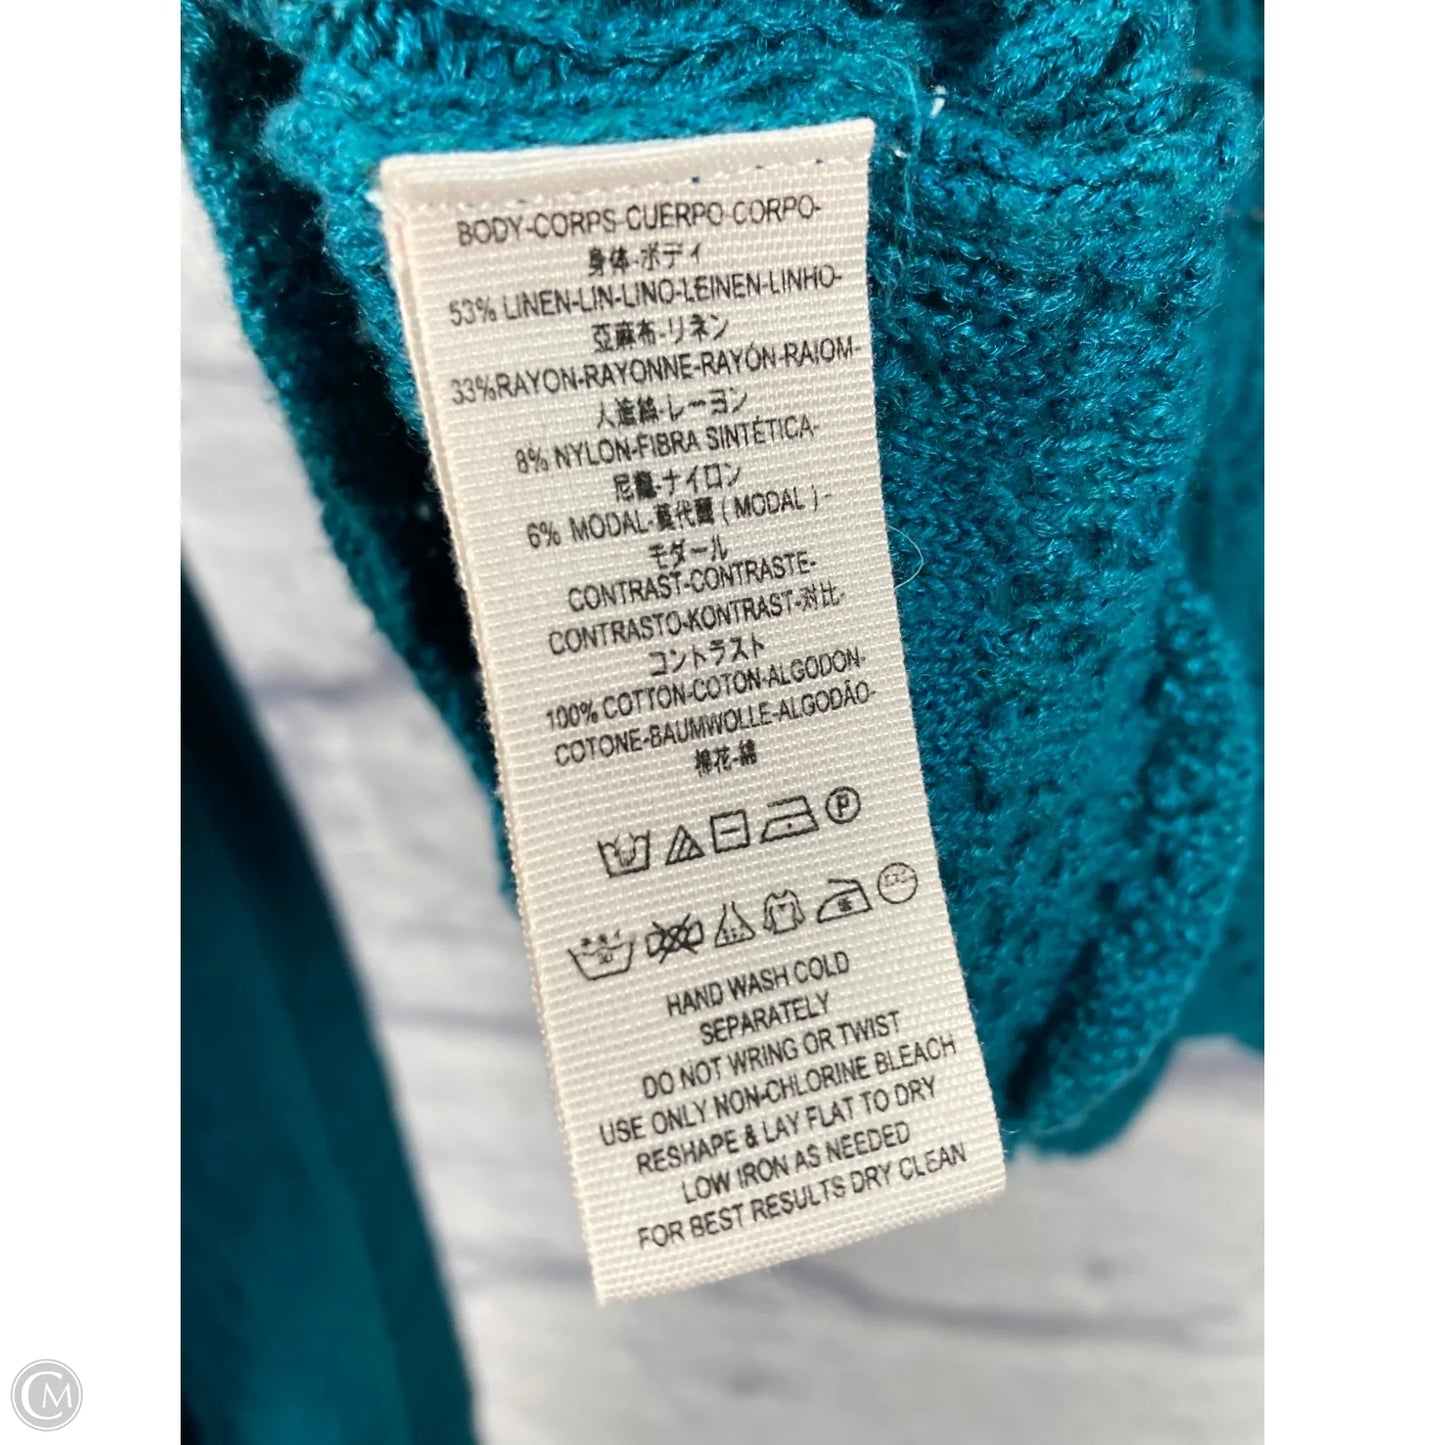 BODY-CORPS-CUERPO-CORPO-
身体-ボディ
53% LINEN-LIN-LINO-LEINEN-LINHO-
亞麻布-リネン
33%RAYON-RAYONNE-RAYÓN-RAIOM-
人造絲-レーヨン
8% NYLON-FIBRA SINTÉTICA-
尼龍-ナイロン
6% MODAL-莫代爾 ( MODAL ) -
モダール
CONTRAST-CONTRASTE-
CONTRASTO-KONTRAST-对比-
コントラスト
100% COTTON-COTON-ALGODON-
COTONE-BAUMWOLLE-ALGODÃO-
棉花-綿
P
HAND WASH COLD
SEPARATELY
DO NOT WRING OR TWIST
USE ONLY NON-CHLORINE BLEACH
RESHAPE & LAY FLAT TO DRY
LOW IRON AS NEEDED
FOR BEST RESULTS DRY CLEAN
CM